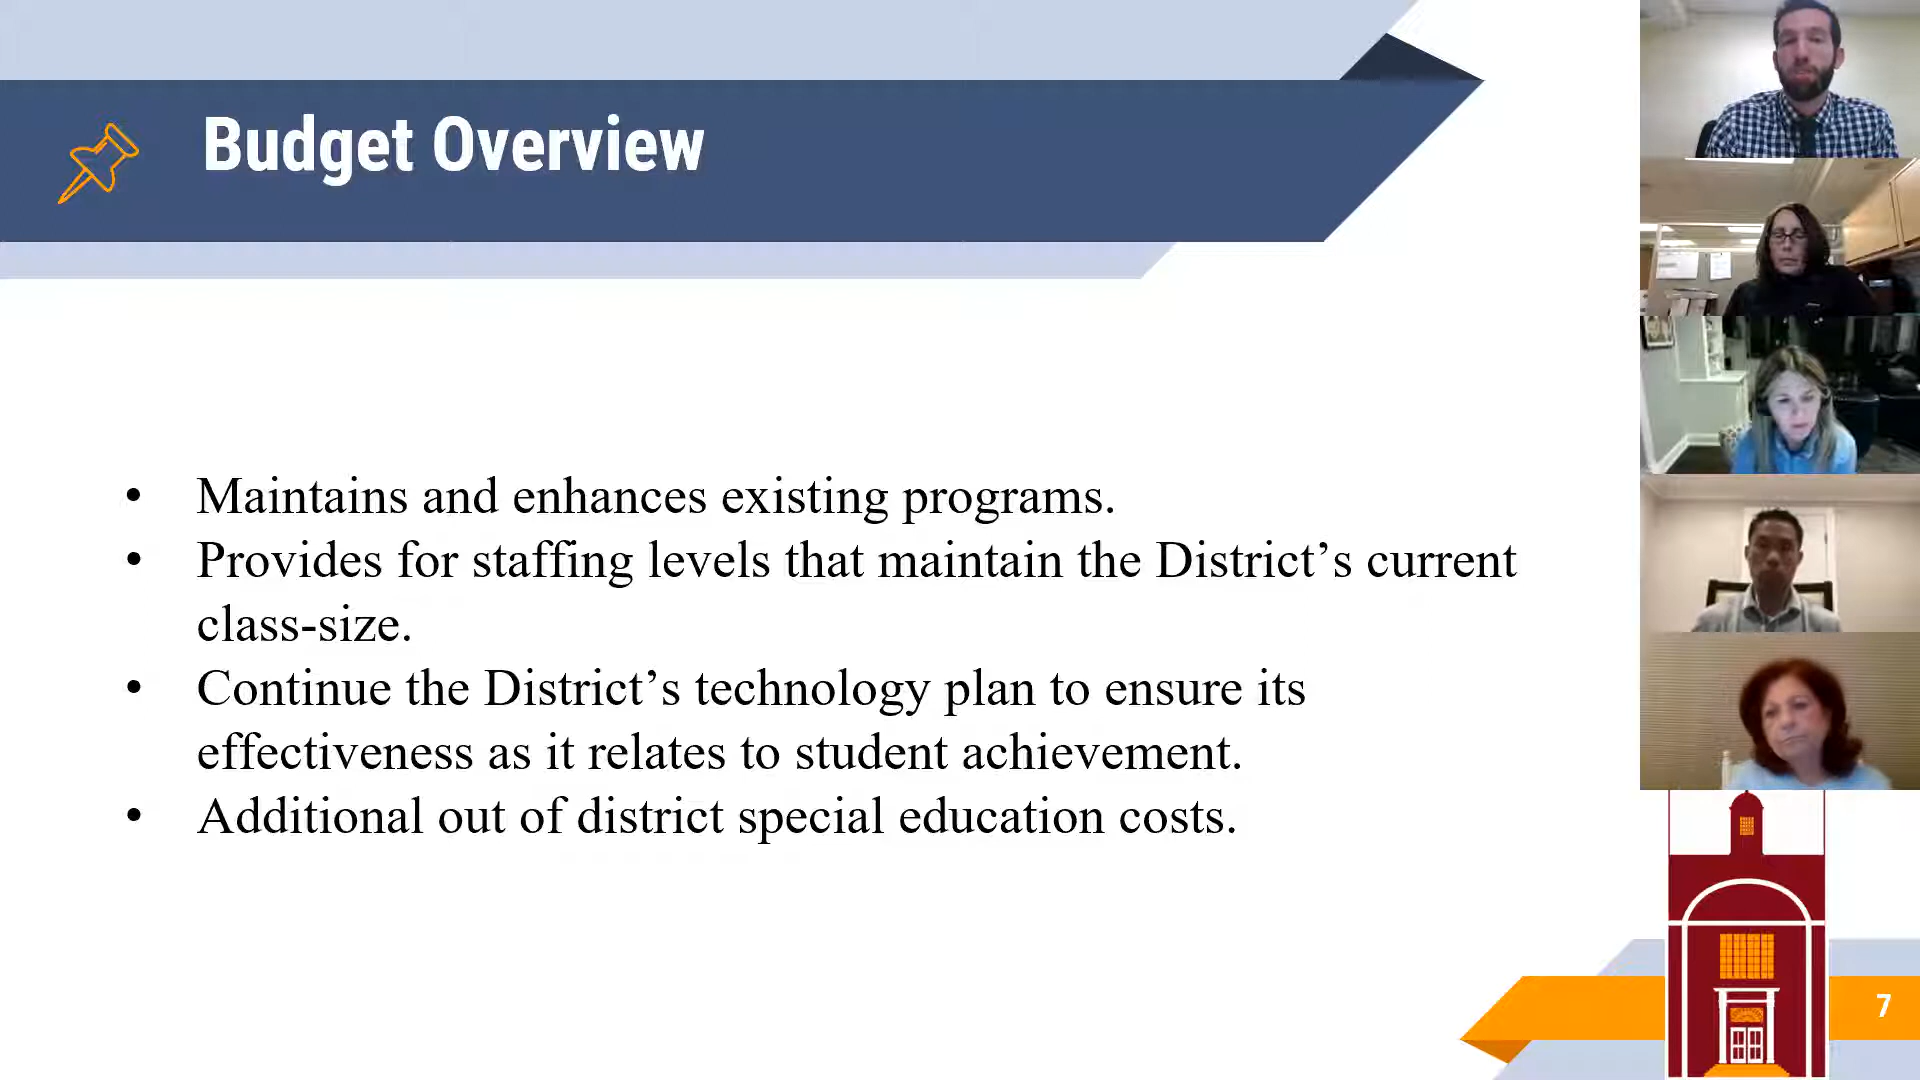 Budget Overview
• Maintains and enhances existing programs.
• Provides for staffing levels that maintain the District’s current
class-size.
• Continue the District’s technology plan to ensure its
effectiveness as it relates to student achievement.
• Additional out of district special education costs.
7